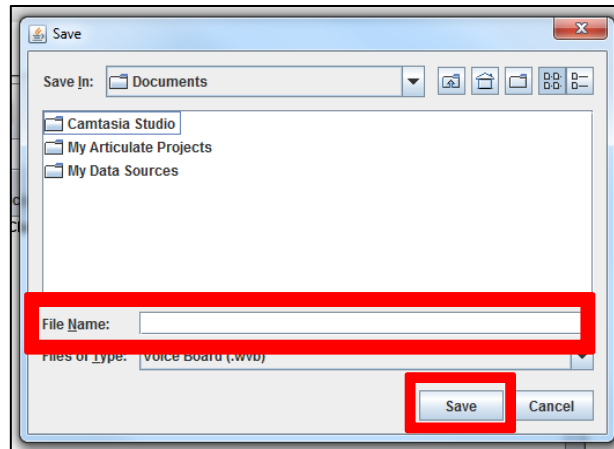 Save
Save In: Documents
Camtasia Studio
My Articulate Projects
My Data Sources
File Name:
Files of Type: Voice Board (.wvb)
Save Cancel